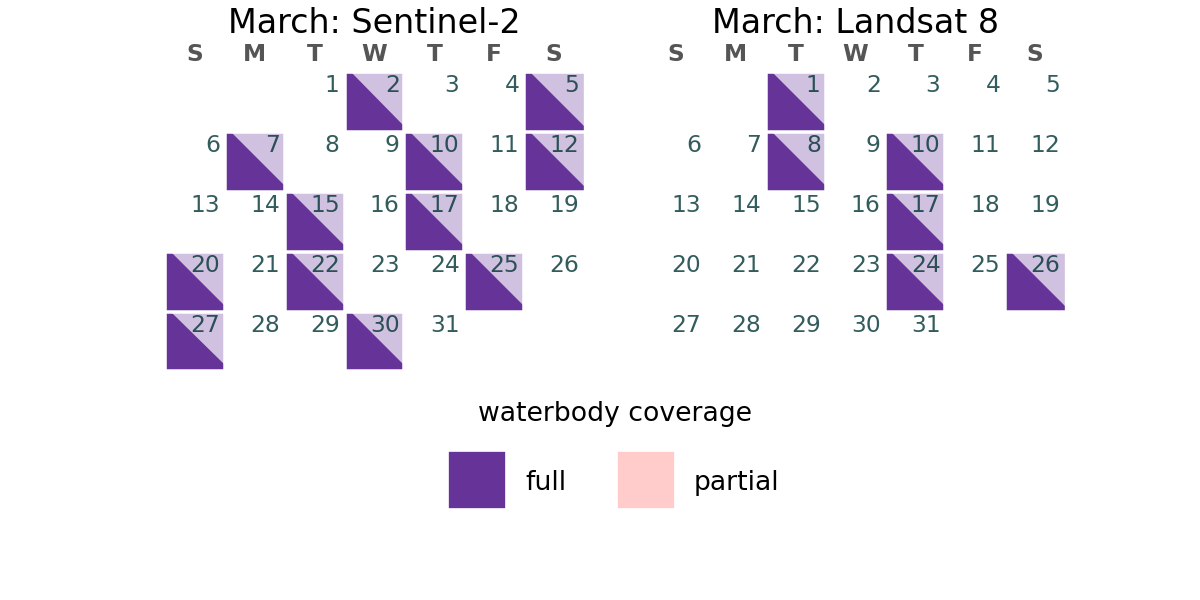 March: Sentinel-2
S M T W T F S
1 2 3 4 5
6 7 8 9 10 11 12
13 14 15 16 17 18 19
20 21 22 23 24 25 26
27 28 29 30 31
March: Landsat 8
S M T W T F S
1 2 3 4 5
6 7 8 9 10 11 12
13 14 15 16 17 18 19
20 21 22 23 24 25 26
27 28 29 30 31
waterbody coverage
full
partial